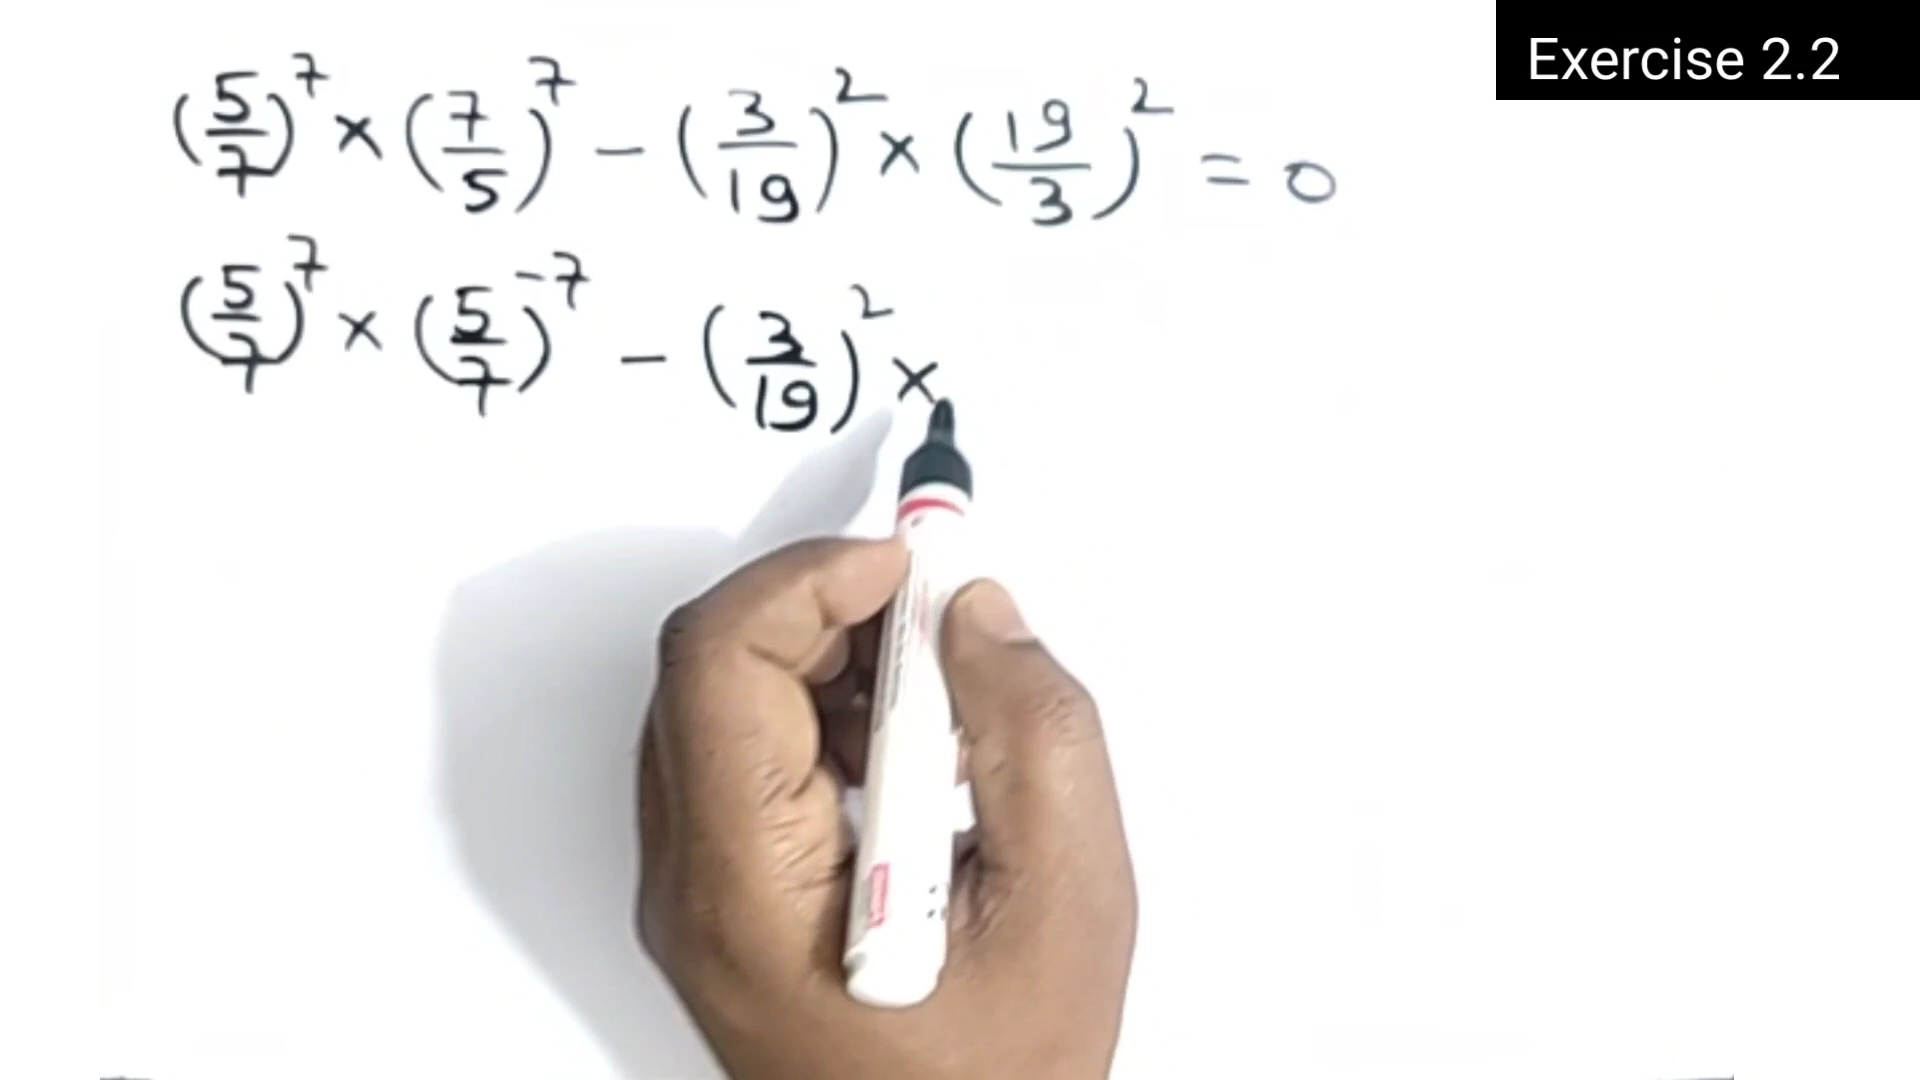 Exercise 2.2
(5/7)⁷ × (7/5)⁷ − (3/19)² × (19/3)² = 0
(5/7)⁷ × (5/7)⁻⁷ − (3/19)² ×